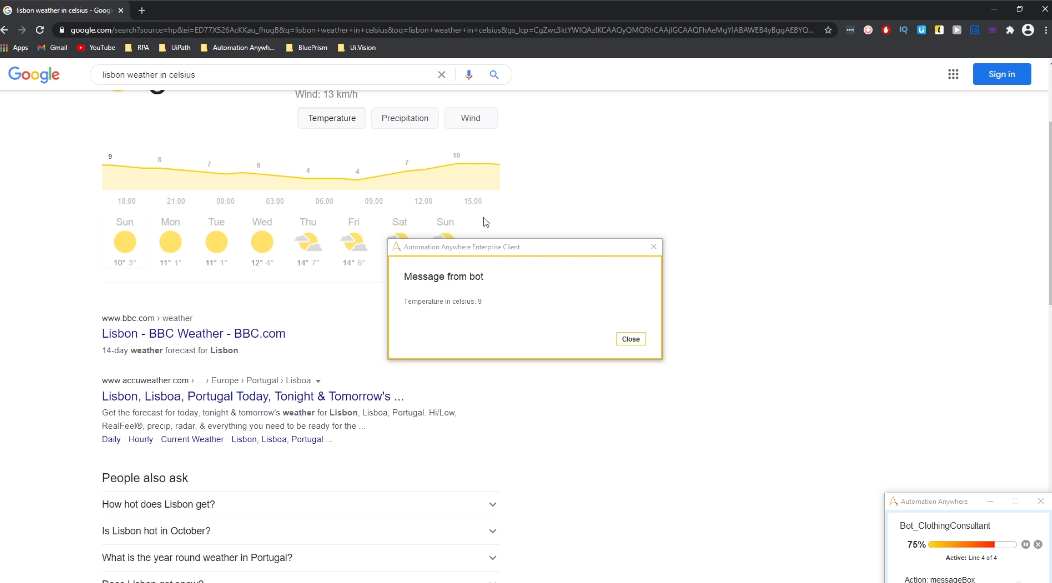 lisbon weather in celsius - Goog
google.com/search?source=hp&ei=ED77X526AcKKau_fhugB&q=lisbon+weather+in+celsius&oq=lisbon+weather+in+celsius&gs_lcp=
Apps Gmail YouTube RPA UiPath Automation Anywh... BluePrism Ui.Vision
Google lisbon weather in celsius Sign in
Wind: 13 km/h
Temperature Precipitation Wind
9 8 7 6 4 4 7 10
18:00 21:00 00:00 03:00 06:00 09:00 12:00 15:00
Sun Mon Tue Wed Thu Fri Sat Sun
10° 3° 11° 1° 11° 1° 12° 4° 14° 7° 14° 6°
Automation Anywhere Enterprise Client
Message from bot
Temperature in celsius: 9
Close
www.bbc.com › weather
Lisbon - BBC Weather - BBC.com
14-day weather forecast for Lisbon
www.accuweather.com › ... › Europe › Portugal › Lisboa
Lisbon, Lisboa, Portugal Today, Tonight & Tomorrow's ...
Get the forecast for today, tonight & tomorrow's weather for Lisbon, Lisboa, Portugal. Hi/Low,
RealFeel®, precip, radar, & everything you need to be ready for the ...
Daily · Hourly · Current Weather · Lisbon, Lisboa, Portugal ...
People also ask
How hot does Lisbon get?
Is Lisbon hot in October?
What is the year round weather in Portugal?
Does Lisbon get snow?
Automation Anywhere
Bot_ClothingConsultant
75%
Active: Line 4 of 4
Action: messageBox